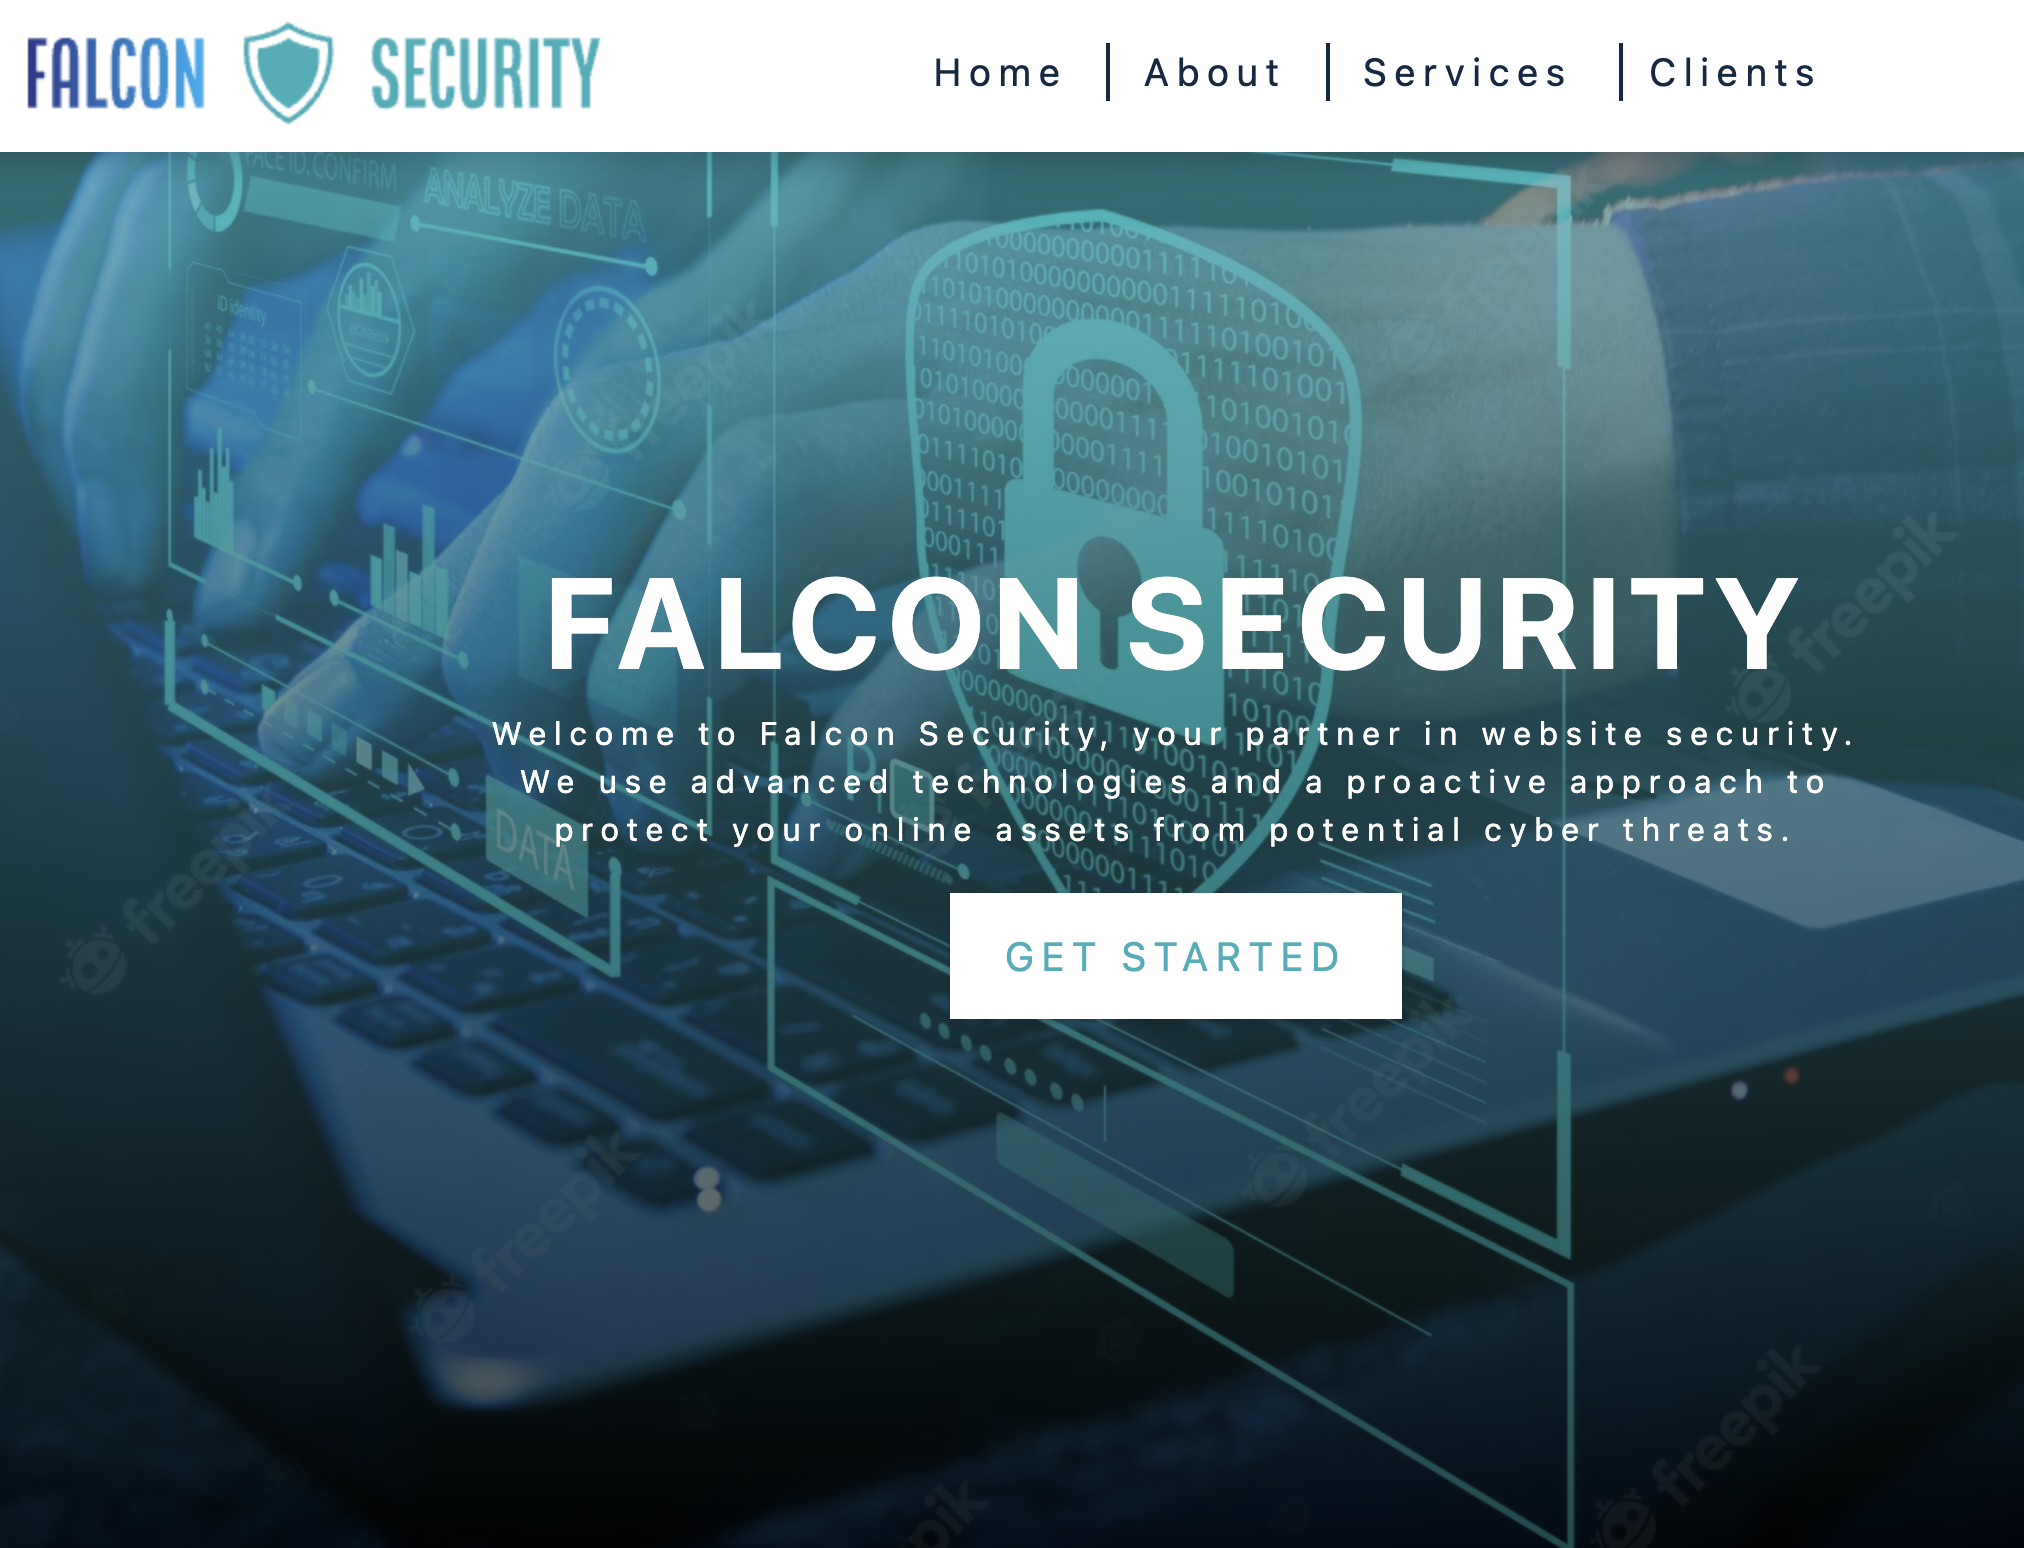 FALCON SECURITY
Home About Services Clients
FACE ID. CONFIRM
ANALYZE DATA
ID identity
FALCON SECURITY
Welcome to Falcon Security, your partner in website security.
We use advanced technologies and a proactive approach to
protect your online assets from potential cyber threats.
DATA
GET STARTED
freepik
freepik
freepik
freepik
freepik